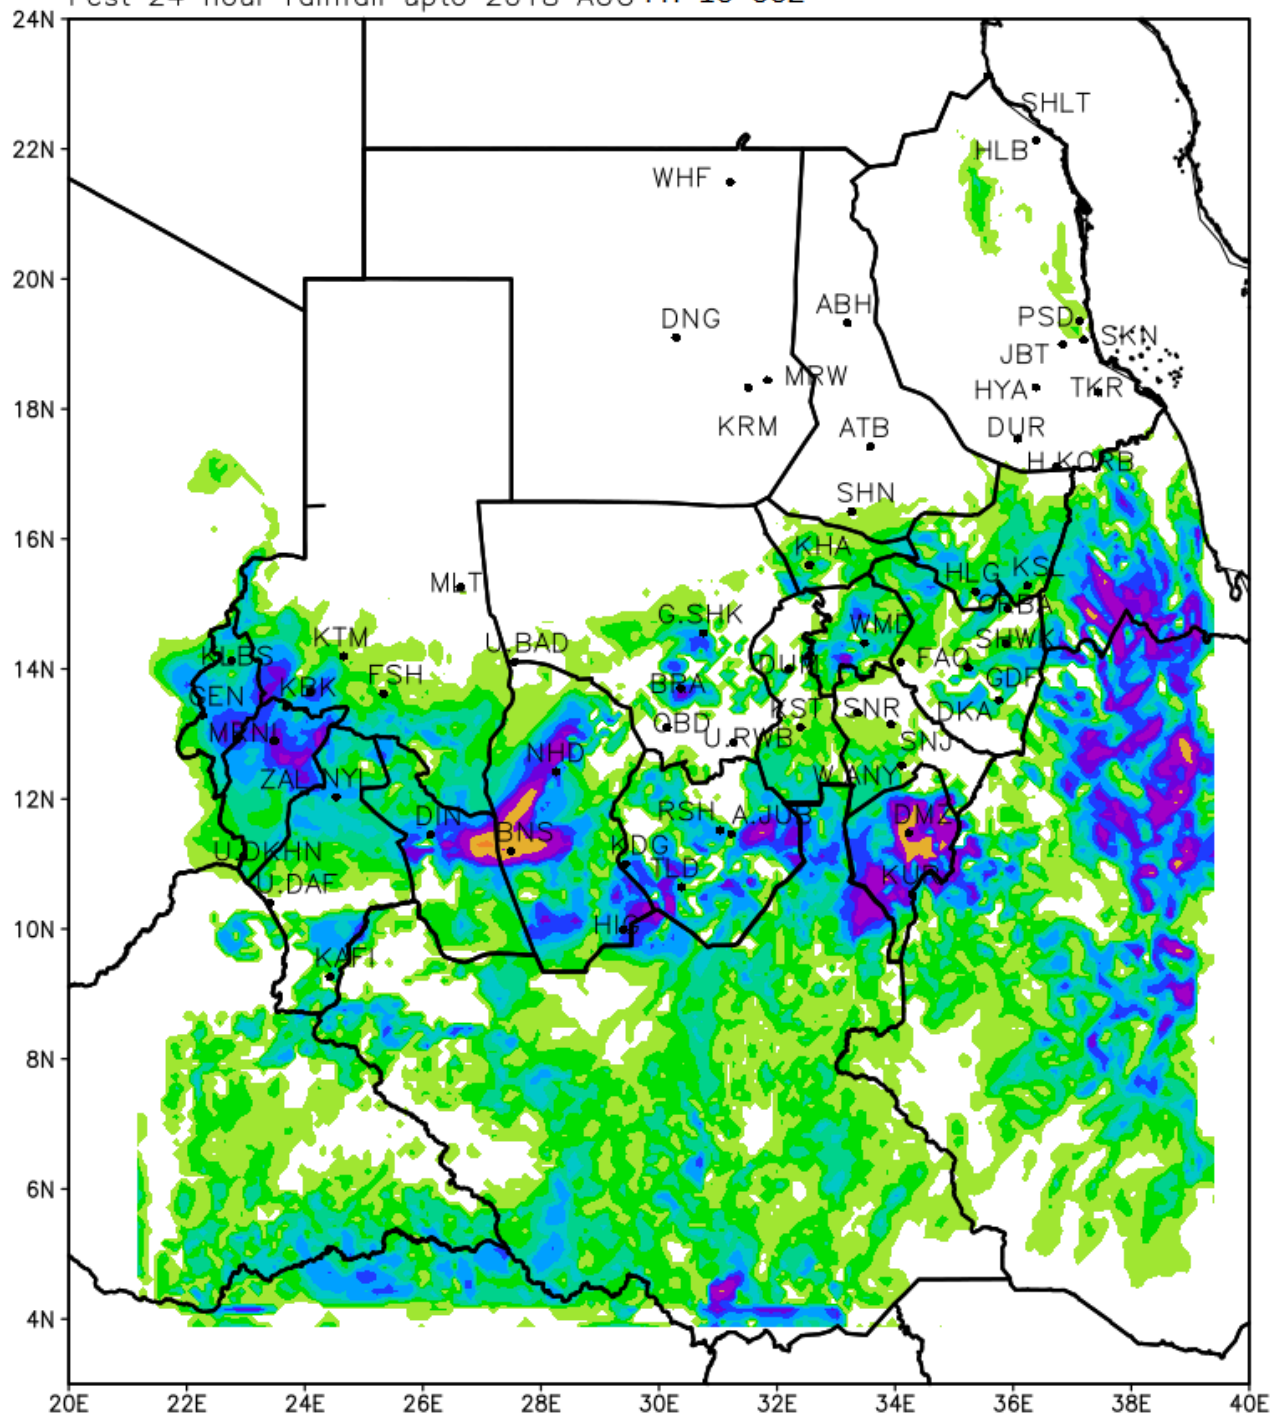 24N
22N
20N
18N
16N
14N
12N
10N
8N
6N
4N
20E 22E 24E 26E 28E 30E 32E 34E 36E 38E 40E
SHLT
HLB
WHF
DNG
ABH
PSD
SKN
JBT
MRW
HYA
TKR
KRM
ATB
DUR
H.KORB
SHN
KHA
HLG
KSL
MLT
G.SHK
WMD
SHWK
KTM
U.BAD
KLBS
DUM
FAO
GDF
FSH
GEN
KBK
BRA
OBD
KST
SNR
DKA
U.RWB
SNJ
NHD
ZAL
NYL
W.ANY
DIN
BNS
RSH
A.JUB
DMZ
KDG
TLD
U.DKHN
U.DAF
HIG
KAFI